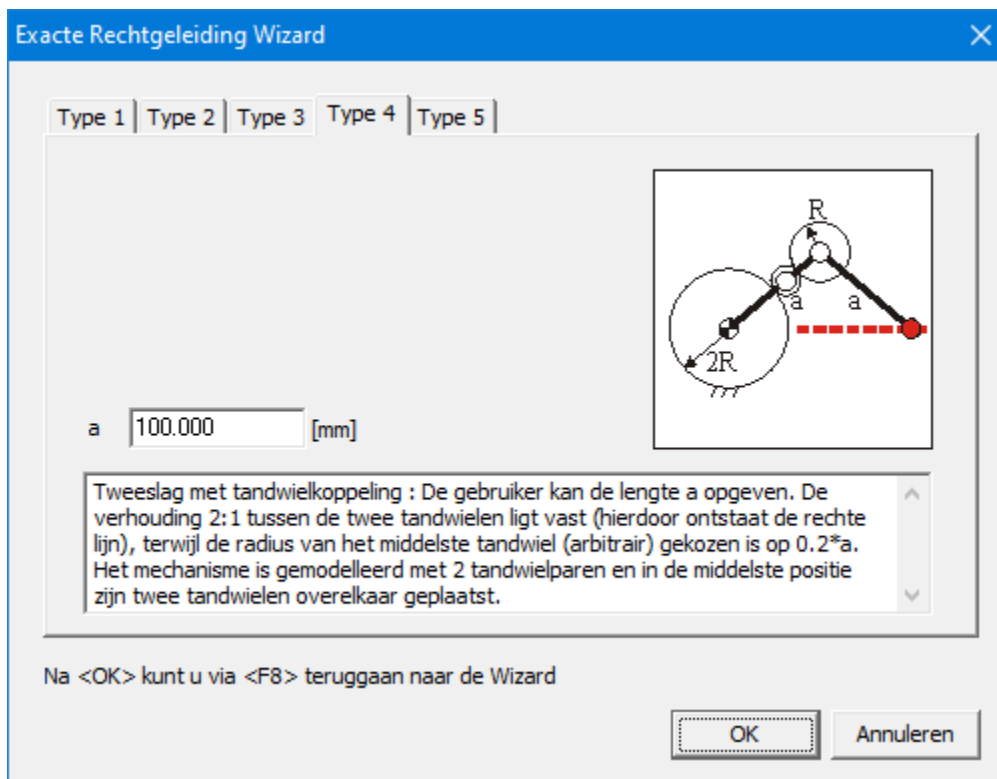 Exacte Rechtgeleiding Wizard
Type 1 Type 2 Type 3 Type 4 Type 5
R
a a
2R
a 100.000 [mm]
Tweeslag met tandwielkoppeling : De gebruiker kan de lengte a opgeven. De
verhouding 2:1 tussen de twee tandwielen ligt vast (hierdoor ontstaat de rechte
lijn), terwijl de radius van het middelste tandwiel (arbitrair) gekozen is op 0.2*a.
Het mechanisme is gemodelleerd met 2 tandwielparen en in de middelste positie
zijn twee tandwielen overelkaar geplaatst.
Na <OK> kunt u via <F8> teruggaan naar de Wizard
OK Annuleren